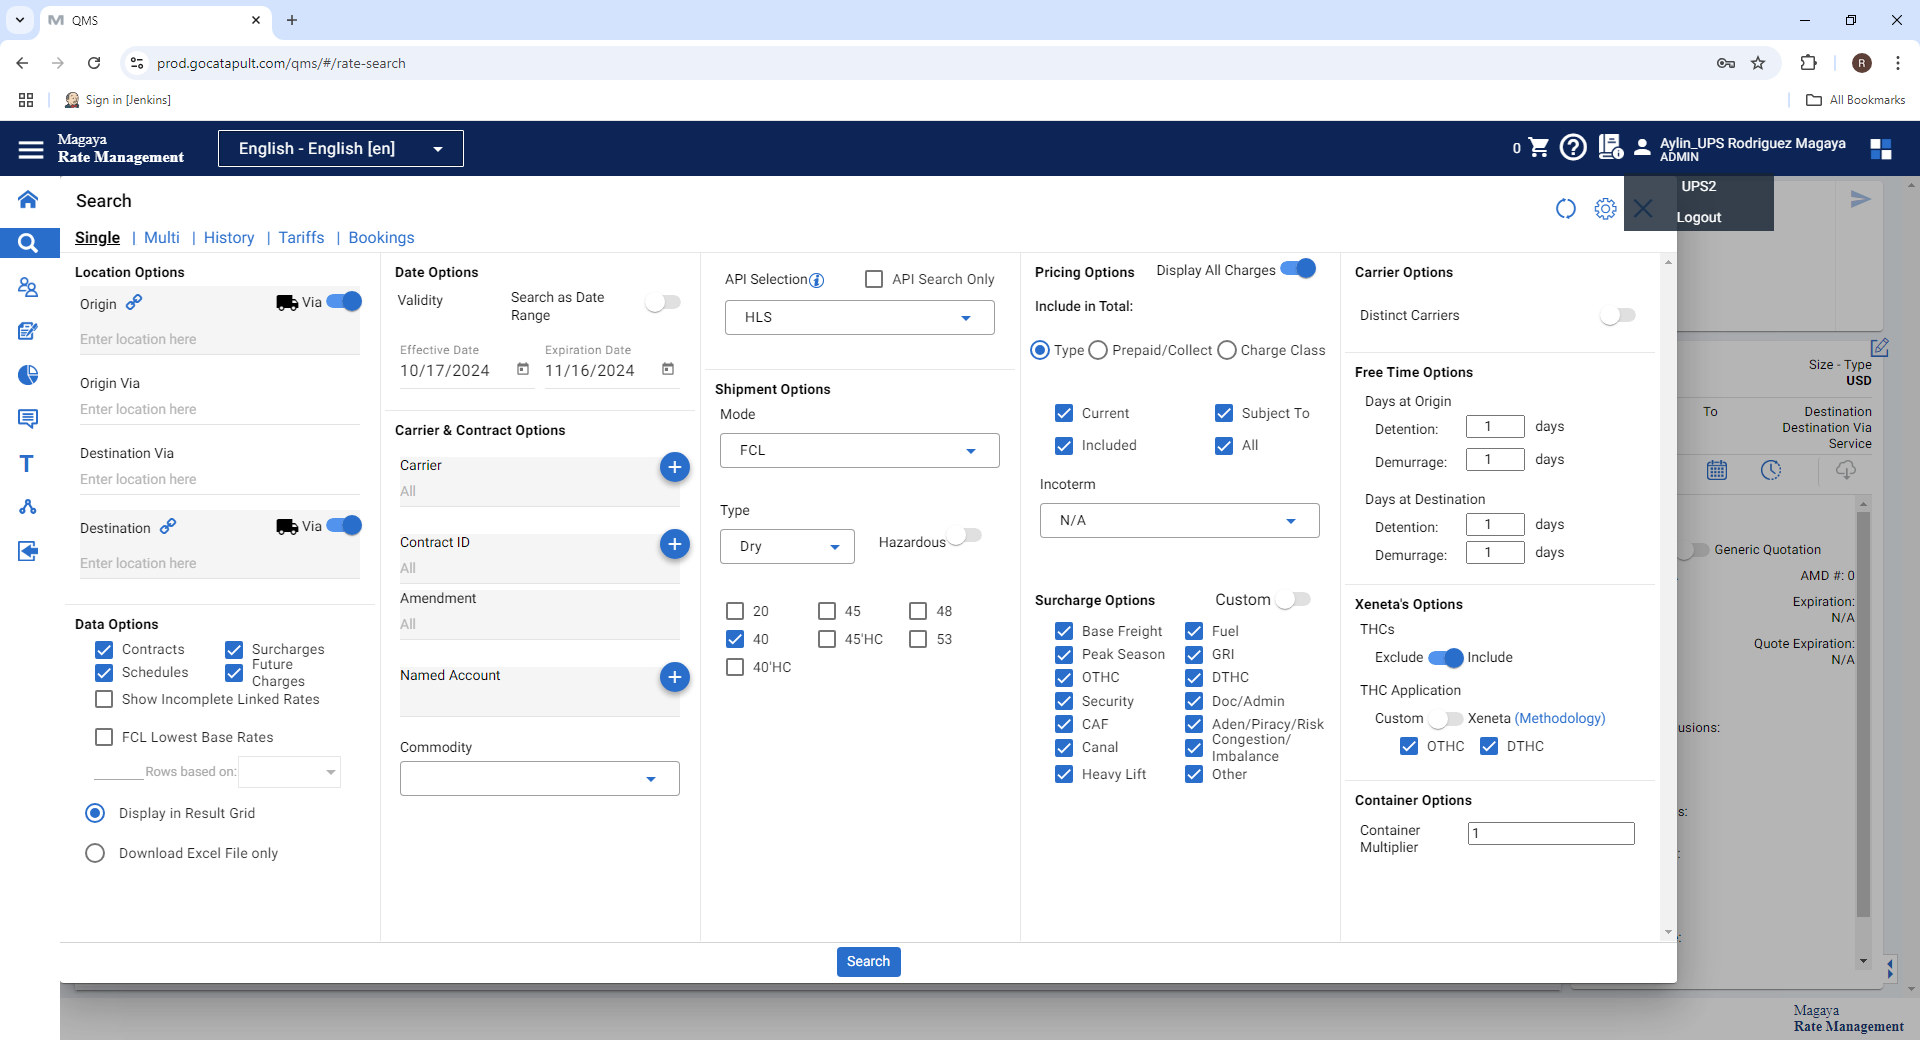 QMS
prod.gocatapult.com/qms/#/rate-search
R
Sign in [Jenkins]
All Bookmarks
Magaya
Rate Management
English - English [en]
0
Aylin_UPS Rodriguez Magaya
ADMIN
UPS2
Logout
Search
Single | Multi | History | Tariffs | Bookings
Location Options
Origin
Via
Enter location here
Origin Via
Enter location here
Destination Via
Enter location here
Destination
Via
Enter location here
Data Options
Contracts
Surcharges
Schedules
Future Charges
Show Incomplete Linked Rates
FCL Lowest Base Rates
Rows based on:
Display in Result Grid
Download Excel File only
Date Options
Validity
Search as Date
Range
Effective Date
10/17/2024
Expiration Date
11/16/2024
Carrier & Contract Options
Carrier
All
Contract ID
All
Amendment
All
Named Account
Commodity
API Selection
API Search Only
HLS
Shipment Options
Mode
FCL
Type
Dry
Hazardous
20 45 48
40 45'HC 53
40'HC
Pricing Options
Display All Charges
Include in Total:
Type Prepaid/Collect Charge Class
Current
Subject To
Included
All
Incoterm
N/A
Surcharge Options
Custom
Base Freight
Fuel
Peak Season
GRI
OTHC
DTHC
Security
Doc/Admin
CAF
Aden/Piracy/Risk
Canal
Congestion/
Imbalance
Heavy Lift
Other
Carrier Options
Distinct Carriers
Free Time Options
Days at Origin
Detention: 1 days
Demurrage: 1 days
Days at Destination
Detention: 1 days
Demurrage: 1 days
Xeneta's Options
THCs
Exclude Include
THC Application
Custom Xeneta (Methodology)
OTHC DTHC
Container Options
Container
Multiplier
1
Search
Size - Type
USD
To
Destination
Destination Via
Service
Generic Quotation
AMD #: 0
Expiration:
N/A
Quote Expiration:
N/A
usions:
s:
Magaya
Rate Management